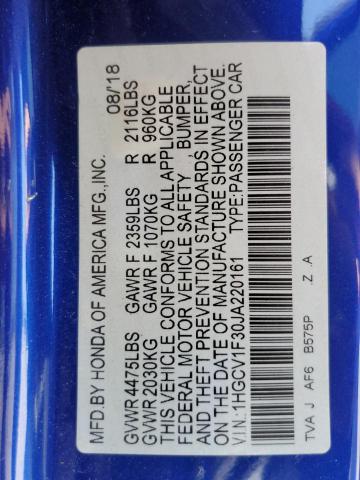 MFD.BY HONDA OF AMERICA MFG.,INC. 08/'18
GVWR 4475LBS GAWR F 2359LBS R 2116LBS
GVWR 2030KG GAWR F 1070KG R 960KG
THIS VEHICLE CONFORMS TO ALL APPLICABLE
FEDERAL MOTOR VEHICLE SAFETY , BUMPER,
AND THEFT PREVENTION STANDARDS IN EFFECT
ON THE DATE OF MANUFACTURE SHOWN ABOVE.
V.I.N.:1HGCV1F30JA220161 TYPE:PASSENGER CAR
TVA J AF6 B575P .Z .A